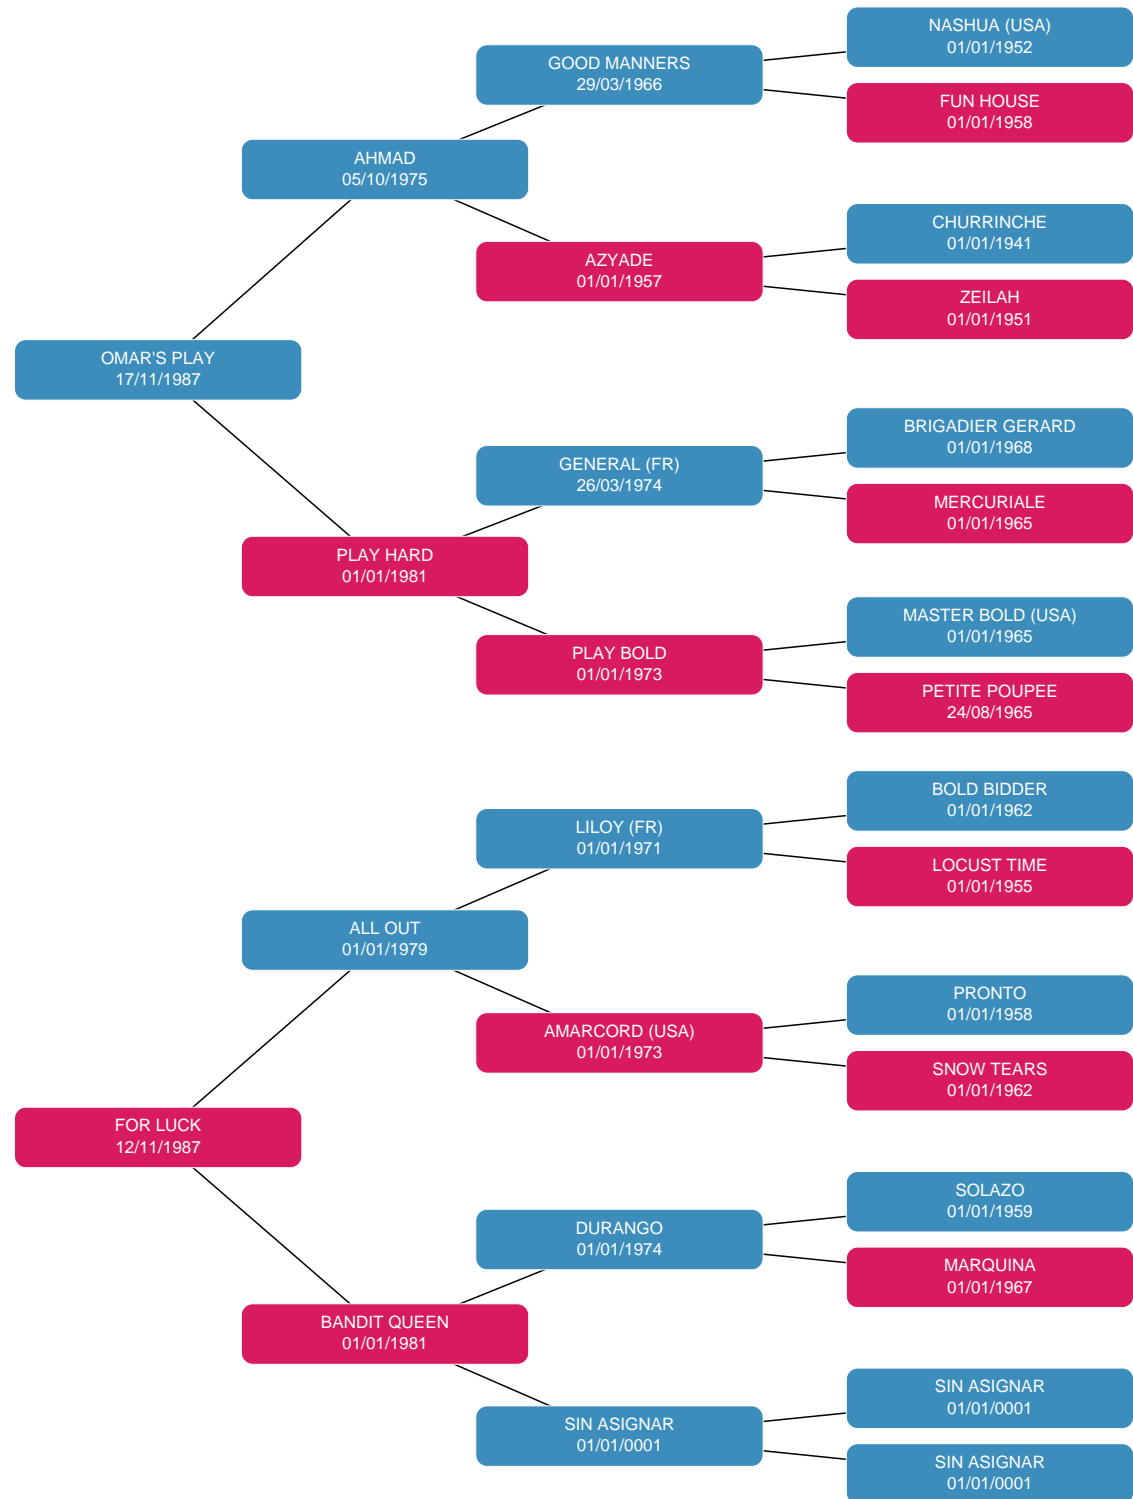 NASHUA (USA)
01/01/1952
GOOD MANNERS
29/03/1966
FUN HOUSE
01/01/1958
AHMAD
05/10/1975
CHURRINCHE
01/01/1941
AZYADE
01/01/1957
ZEILAH
01/01/1951
OMAR'S PLAY
17/11/1987
BRIGADIER GERARD
01/01/1968
GENERAL (FR)
26/03/1974
MERCURIALE
01/01/1965
PLAY HARD
01/01/1981
MASTER BOLD (USA)
01/01/1965
PLAY BOLD
01/01/1973
PETITE POUPEE
24/08/1965
BOLD BIDDER
01/01/1962
LILOY (FR)
01/01/1971
LOCUST TIME
01/01/1955
ALL OUT
01/01/1979
PRONTO
01/01/1958
AMARCORD (USA)
01/01/1973
SNOW TEARS
01/01/1962
FOR LUCK
12/11/1987
SOLAZO
01/01/1959
DURANGO
01/01/1974
MARQUINA
01/01/1967
BANDIT QUEEN
01/01/1981
SIN ASIGNAR
01/01/0001
SIN ASIGNAR
01/01/0001
SIN ASIGNAR
01/01/0001